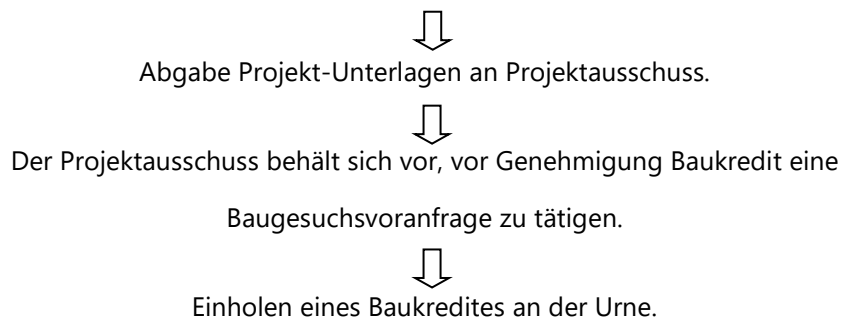 Abgabe Projekt-Unterlagen an Projektausschuss.
Der Projektausschuss behält sich vor, vor Genehmigung Baukredit eine
Baugesuchsvoranfrage zu tätigen.
Einholen eines Baukredites an der Urne.